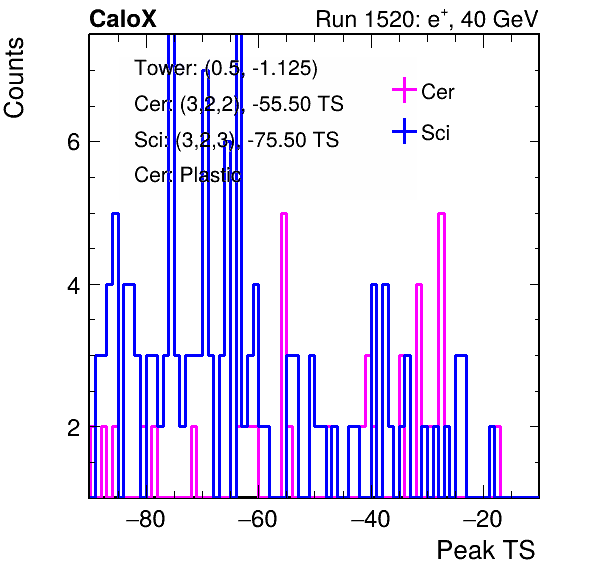 CaloX
Run 1520: e+, 40 GeV
Counts
Tower: (0.5, -1.125)
Cer: (3,2,2), -55.50 TS
Sci: (3,2,3), -75.50 TS
Cer: Plastic
Cer
Sci
6
4
2
−80
−60
−40
−20
Peak TS